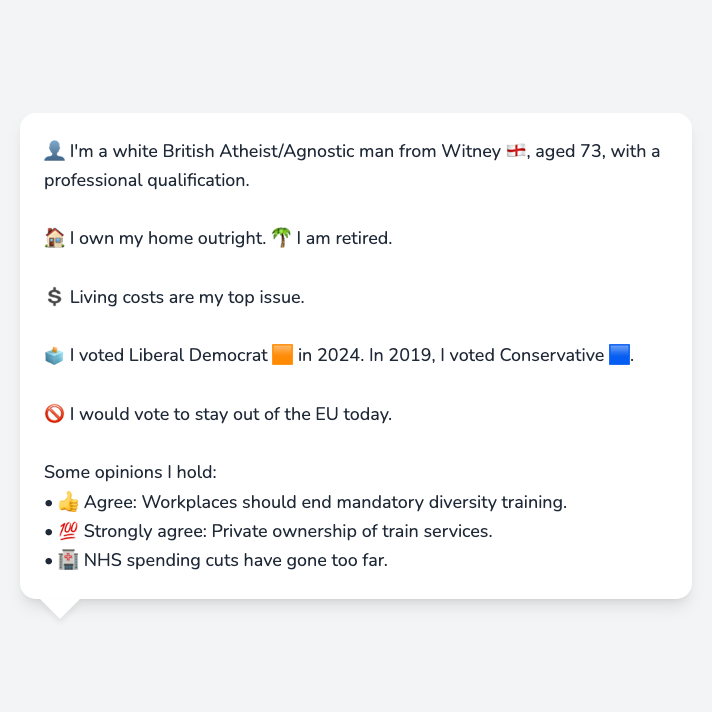 👤 I'm a white British Atheist/Agnostic man from Witney 🏴󠁧󠁢󠁥󠁮󠁧󠁿, aged 73, with a
professional qualification.
🏠 I own my home outright. 🌴 I am retired.
💲 Living costs are my top issue.
🗳️ I voted Liberal Democrat 🟧 in 2024. In 2019, I voted Conservative 🟦.
🚫 I would vote to stay out of the EU today.
Some opinions I hold:
• 👍 Agree: Workplaces should end mandatory diversity training.
• 💯 Strongly agree: Private ownership of train services.
• 🏥 NHS spending cuts have gone too far.